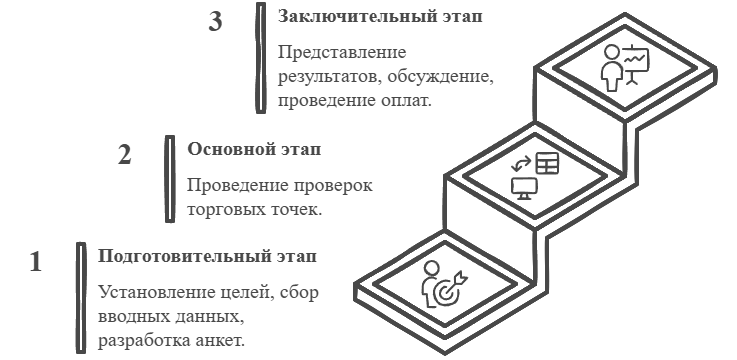 3
Заключительный этап
Представление
результатов, обсуждение,
проведение оплат.
2
Основной этап
Проведение проверок
торговых точек.
1
Подготовительный этап
Установление целей, сбор
вводных данных,
разработка анкет.